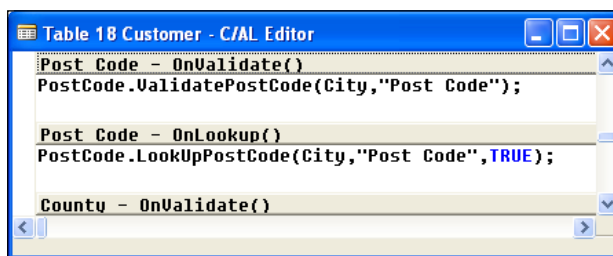 Table 18 Customer - C/AL Editor
Post Code - OnValidate()
PostCode.ValidatePostCode(City,"Post Code");
Post Code - OnLookup()
PostCode.LookUpPostCode(City,"Post Code",TRUE);
County - OnValidate()